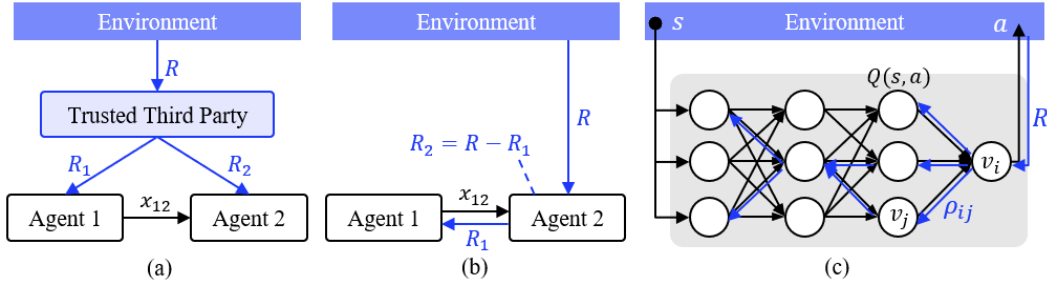 Environment
R
Trusted Third Party
R₁
R₂
Agent 1
x₁₂
Agent 2
(a)
Environment
R
R₂ = R − R₁
Agent 1
x₁₂
R₁
Agent 2
(b)
s
Environment
a
Q(s, a)
R
vᵢ
vⱼ
ρᵢⱼ
(c)